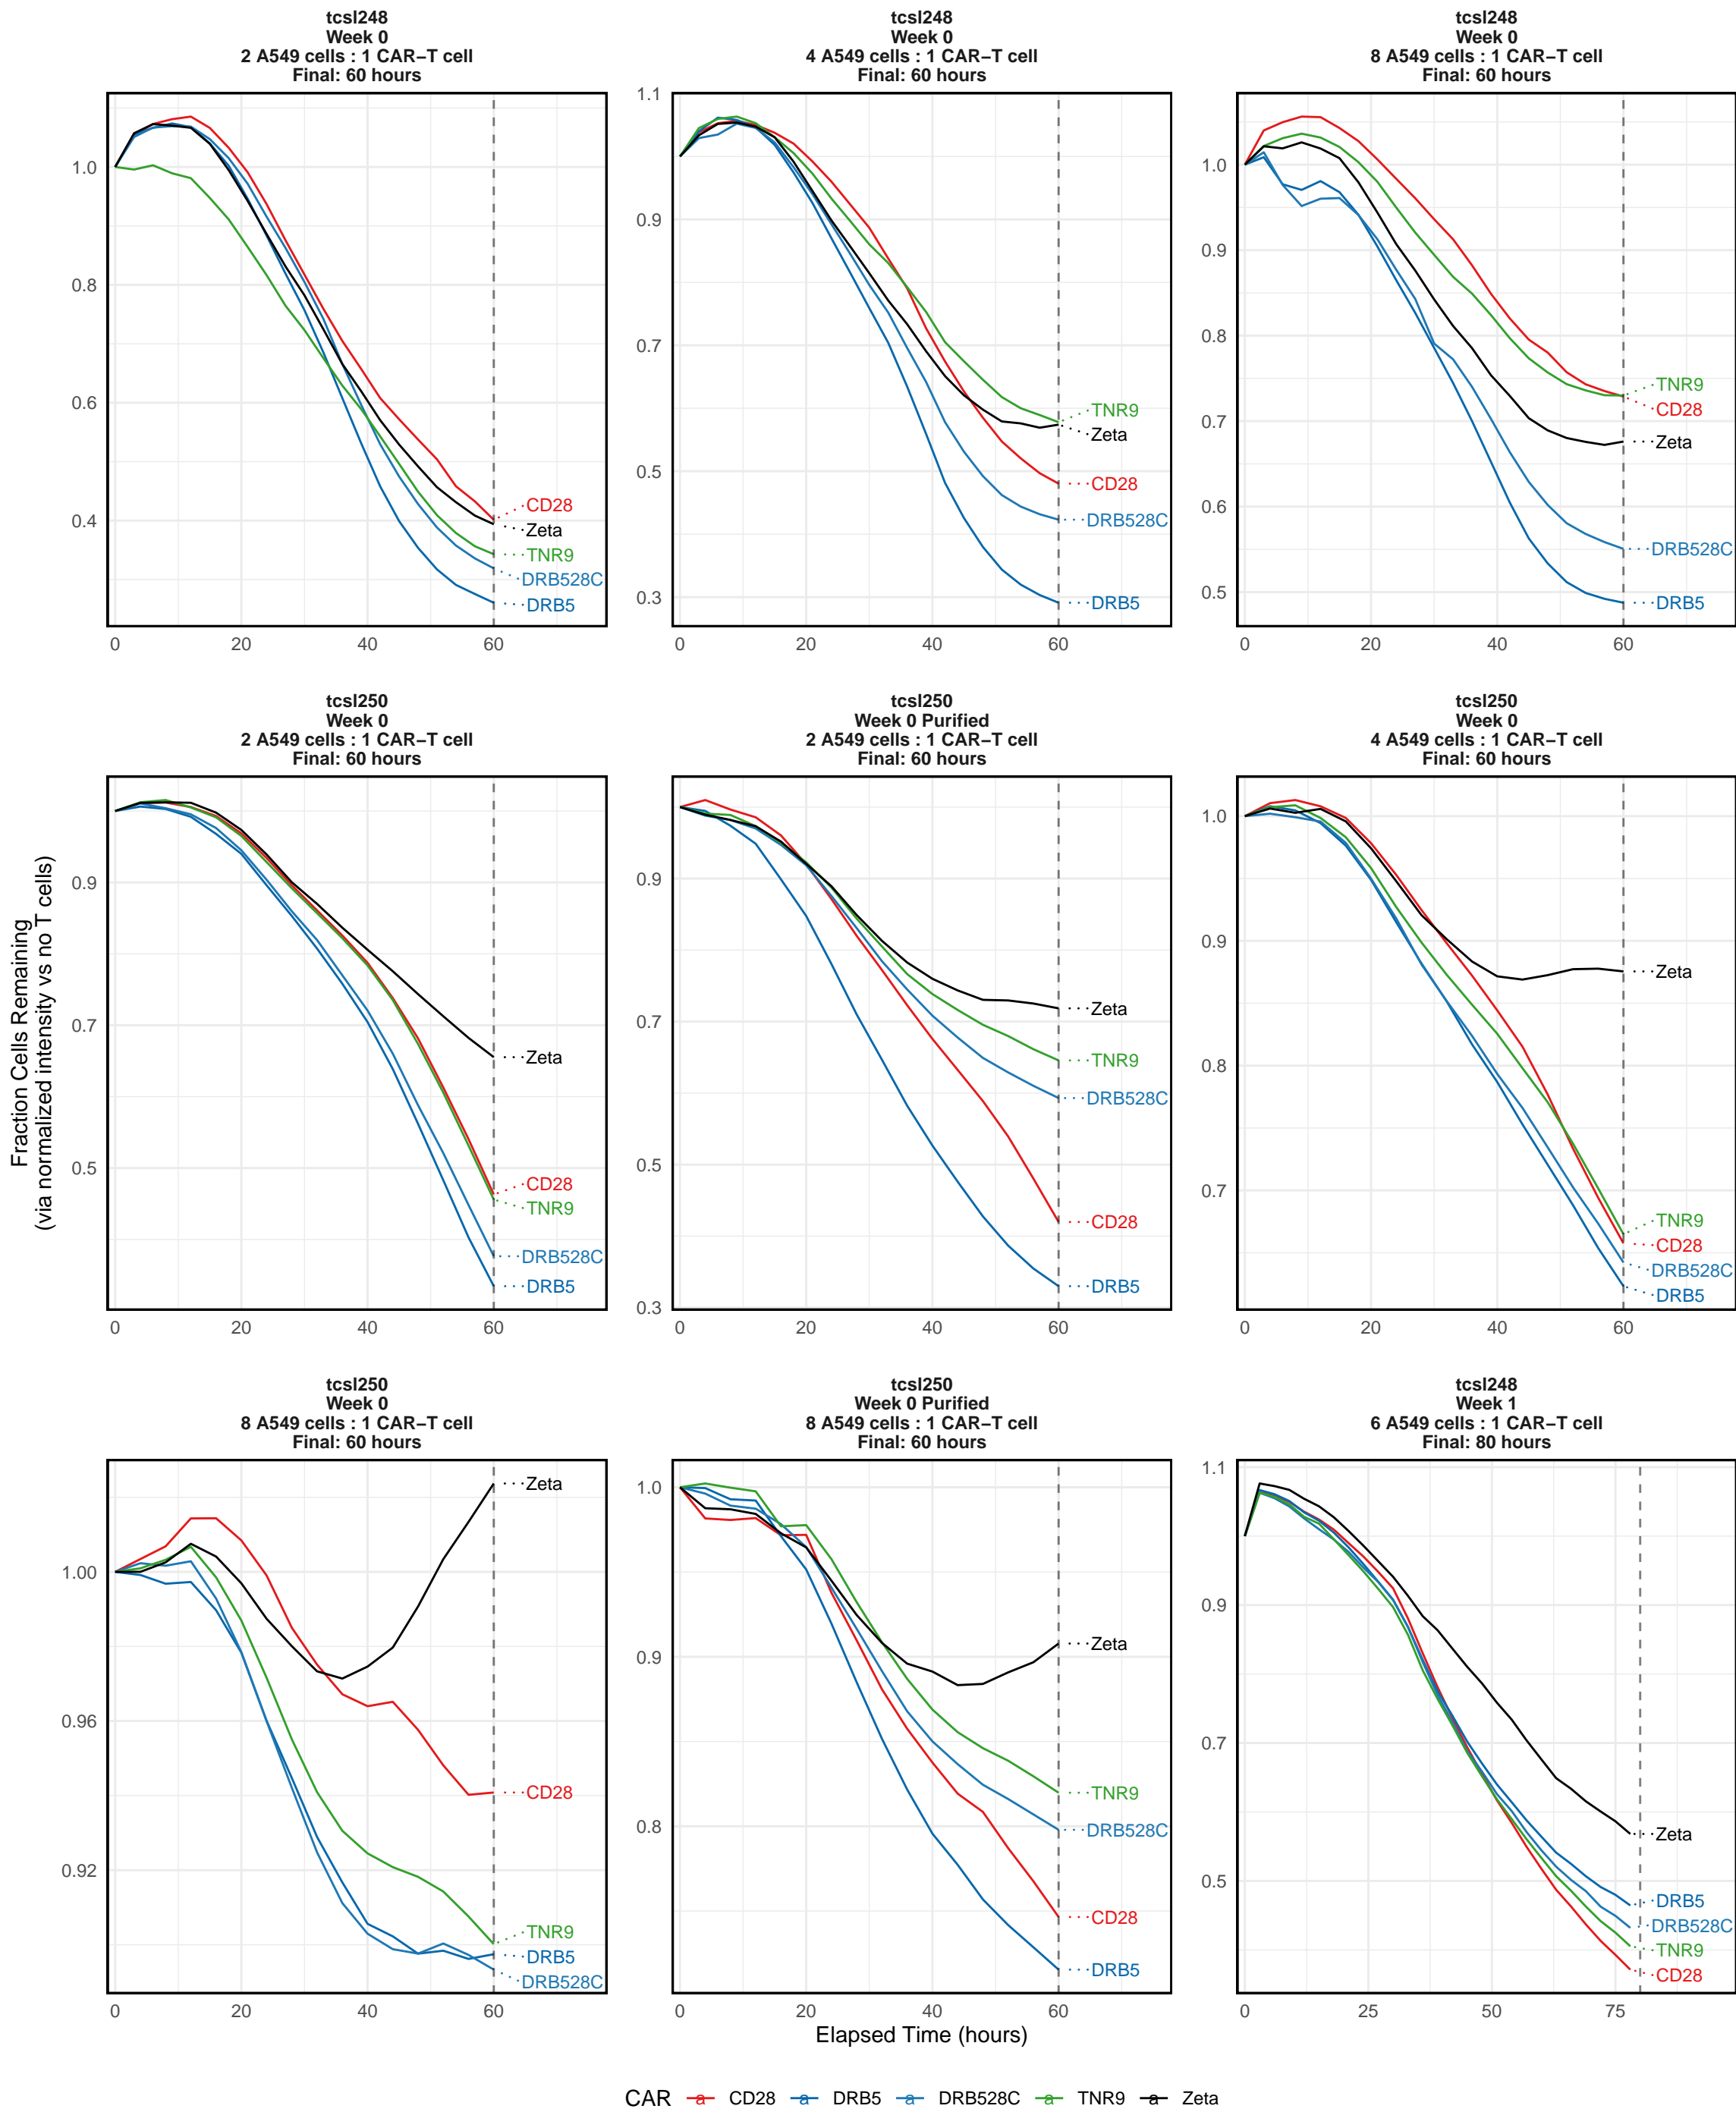 tcsl248
Week 0
2 A549 cells : 1 CAR−T cell
Final: 60 hours
1.0
0.8
0.6
0.4
0
20
40
60
CD28
Zeta
TNR9
DRB528C
DRB5
tcsl248
Week 0
4 A549 cells : 1 CAR−T cell
Final: 60 hours
1.1
0.9
0.7
0.5
0.3
0
20
40
60
TNR9
Zeta
CD28
DRB528C
DRB5
tcsl248
Week 0
8 A549 cells : 1 CAR−T cell
Final: 60 hours
1.0
0.9
0.8
0.7
0.6
0.5
0
20
40
60
TNR9
CD28
Zeta
DRB528C
DRB5
Fraction Cells Remaining
(via normalized intensity vs no T cells)
tcsl250
Week 0
2 A549 cells : 1 CAR−T cell
Final: 60 hours
0.9
0.7
0.5
0
20
40
60
Zeta
CD28
TNR9
DRB528C
DRB5
tcsl250
Week 0 Purified
2 A549 cells : 1 CAR−T cell
Final: 60 hours
0.9
0.7
0.5
0.3
0
20
40
60
Zeta
TNR9
DRB528C
CD28
DRB5
tcsl250
Week 0
4 A549 cells : 1 CAR−T cell
Final: 60 hours
1.0
0.9
0.8
0.7
0
20
40
60
Zeta
TNR9
CD28
DRB528C
DRB5
tcsl250
Week 0
8 A549 cells : 1 CAR−T cell
Final: 60 hours
1.00
0.96
0.92
0
20
40
60
Zeta
CD28
TNR9
DRB5
DRB528C
tcsl250
Week 0 Purified
8 A549 cells : 1 CAR−T cell
Final: 60 hours
1.0
0.9
0.8
0
20
40
60
Zeta
TNR9
DRB528C
CD28
DRB5
tcsl248
Week 1
6 A549 cells : 1 CAR−T cell
Final: 80 hours
1.1
0.9
0.7
0.5
0
25
50
75
Zeta
DRB5
DRB528C
TNR9
CD28
Elapsed Time (hours)
CAR a CD28 a DRB5 a DRB528C a TNR9 a Zeta